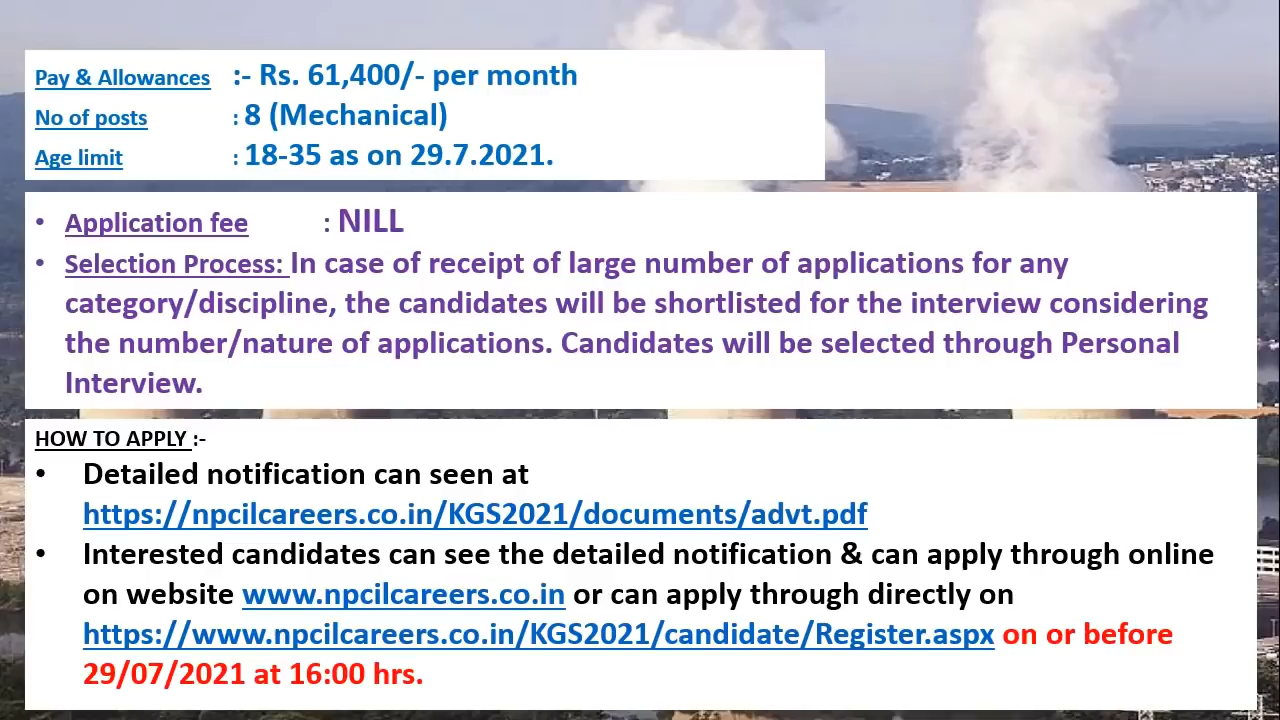 Pay & Allowances :- Rs. 61,400/- per month
No of posts : 8 (Mechanical)
Age limit : 18-35 as on 29.7.2021.
• Application fee : NILL
• Selection Process: In case of receipt of large number of applications for any
category/discipline, the candidates will be shortlisted for the interview considering
the number/nature of applications. Candidates will be selected through Personal
Interview.
HOW TO APPLY :-
• Detailed notification can seen at
https://npcilcareers.co.in/KGS2021/documents/advt.pdf
• Interested candidates can see the detailed notification & can apply through online
on website www.npcilcareers.co.in or can apply through directly on
https://www.npcilcareers.co.in/KGS2021/candidate/Register.aspx on or before
29/07/2021 at 16:00 hrs.